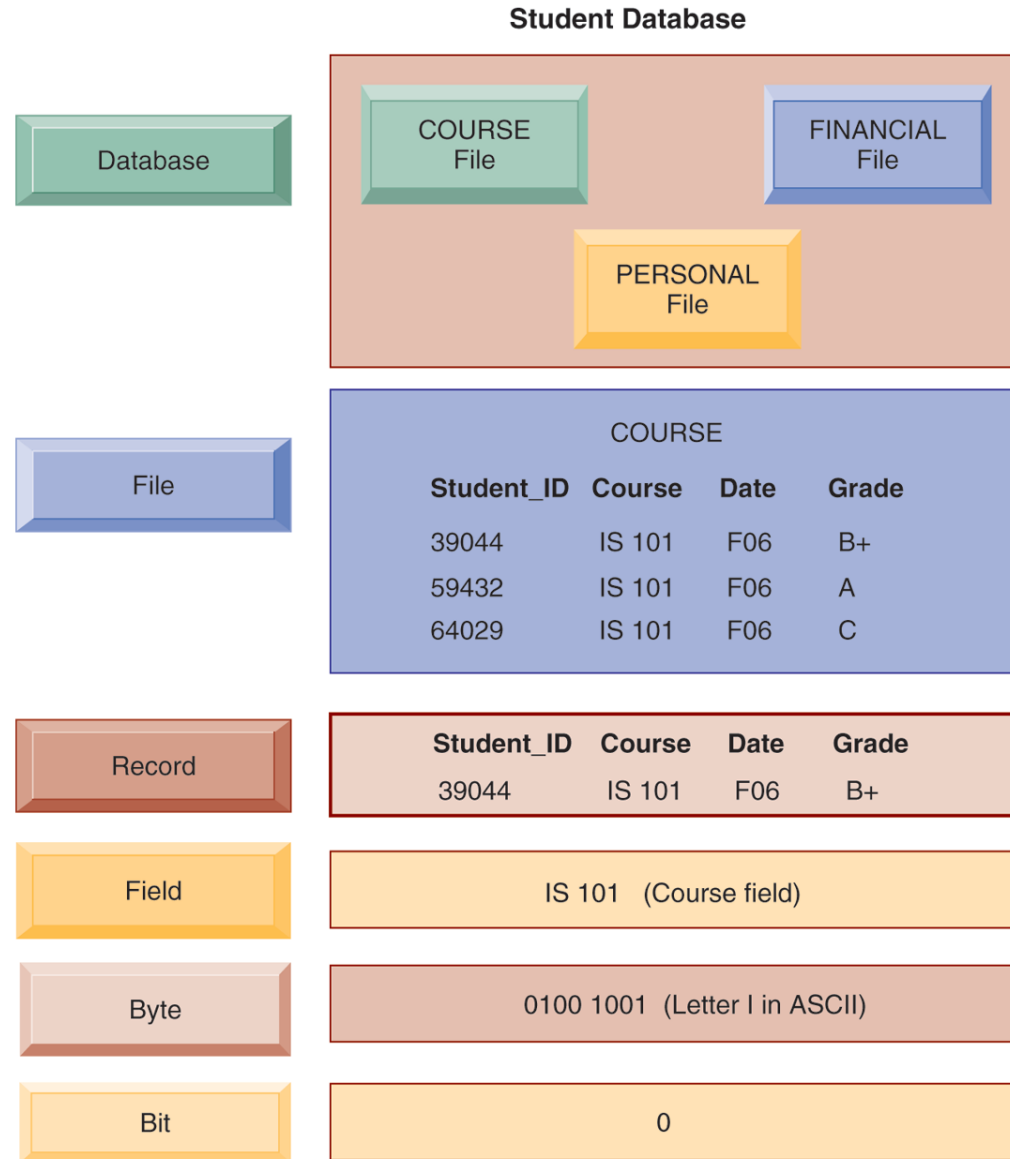 Student Database
Database
COURSE
File
FINANCIAL
File
PERSONAL
File
File
COURSE
Student_ID Course Date Grade
39044 IS 101 F06 B+
59432 IS 101 F06 A
64029 IS 101 F06 C
Record
Student_ID Course Date Grade
39044 IS 101 F06 B+
Field
IS 101 (Course field)
Byte
0100 1001 (Letter I in ASCII)
Bit
0